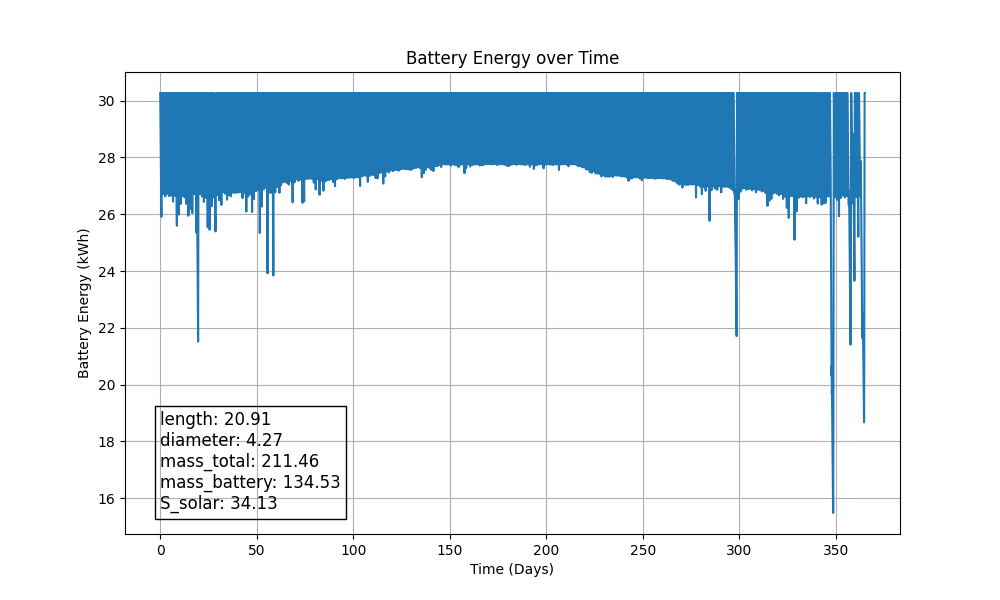 Battery Energy over Time
Battery Energy (kWh)
30
28
26
24
22
20
18
16
length: 20.91
diameter: 4.27
mass_total: 211.46
mass_battery: 134.53
S_solar: 34.13
0 50 100 150 200 250 300 350
Time (Days)